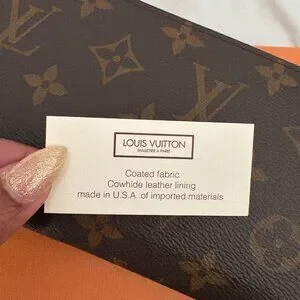 LOUIS VUITTON
MALLETIER A PARIS
Coated fabric
Cowhide leather lining
made in U.S.A. of imported materials